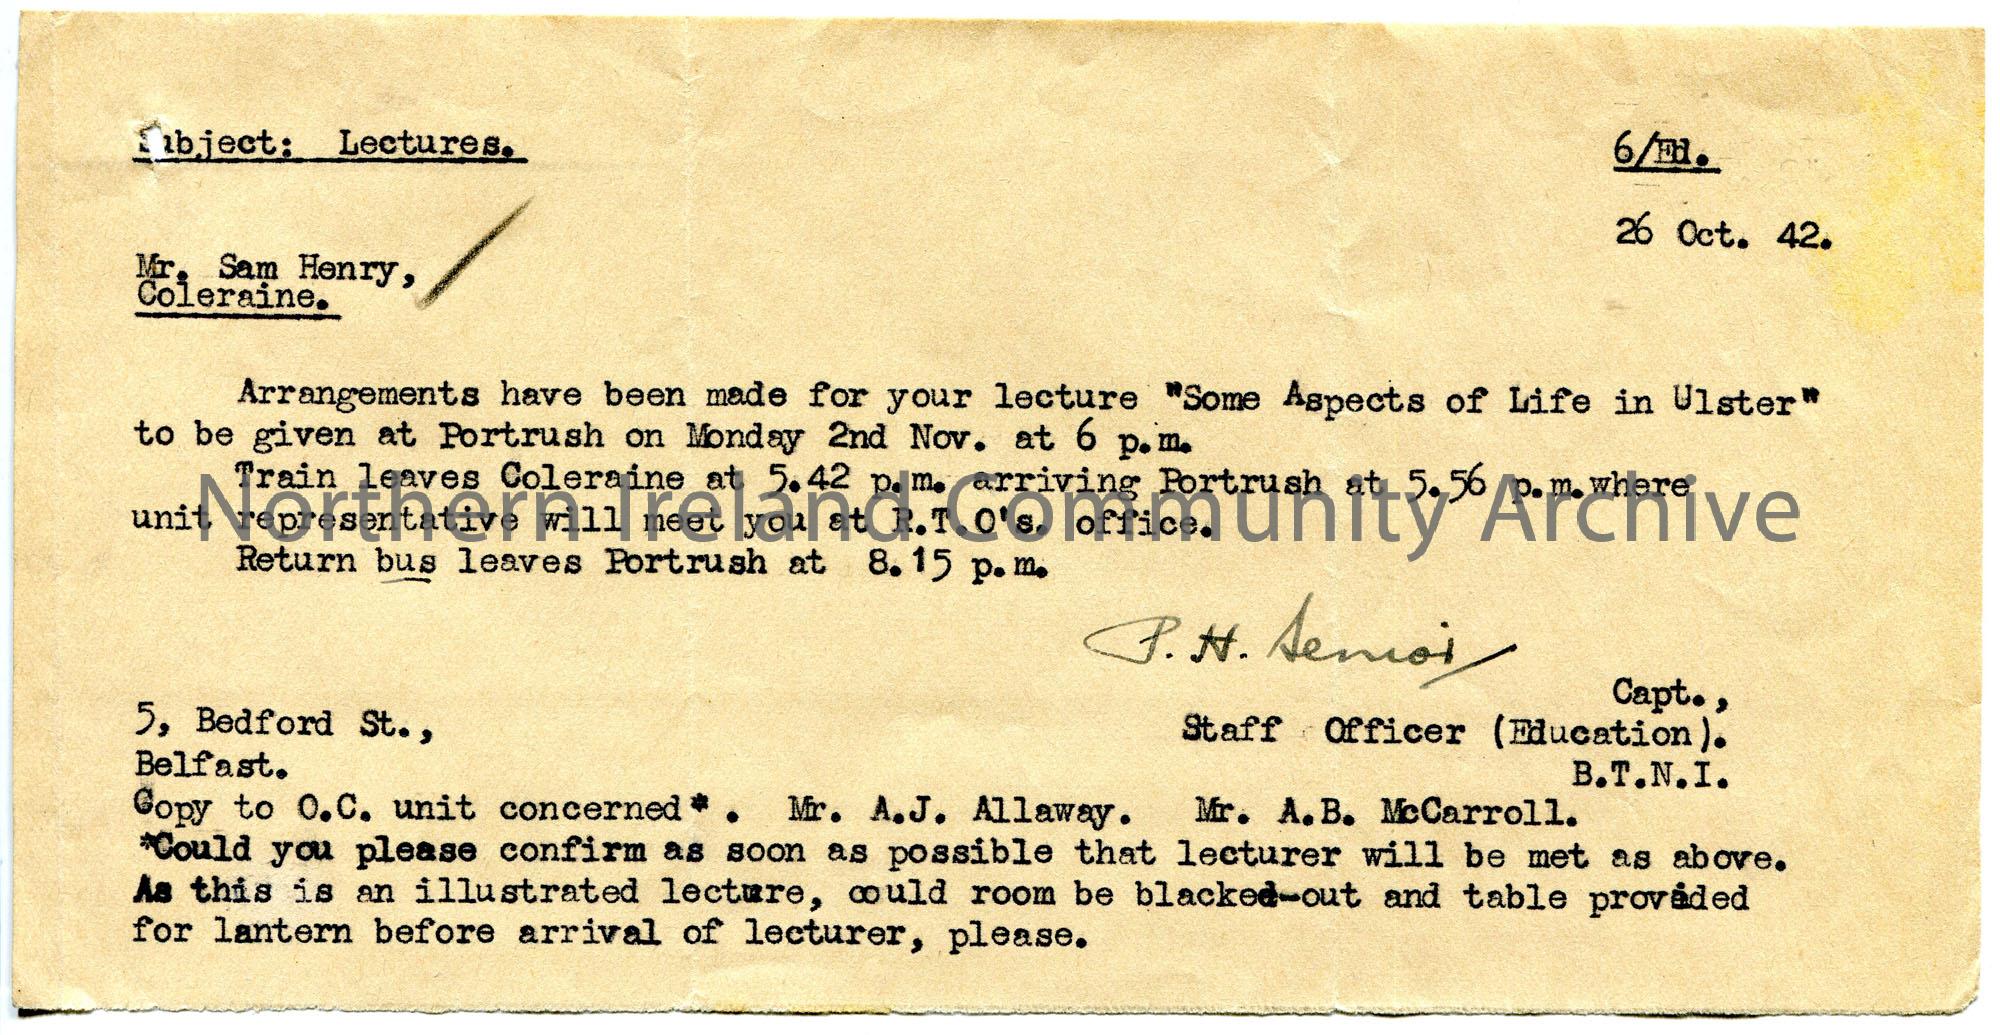 Subject: Lectures.
6/Ed.
26 Oct. 42.
Mr. Sam Henry,
Coleraine.
Arrangements have been made for your lecture "Some Aspects of Life in Ulster"
to be given at Portrush on Monday 2nd Nov. at 6 p.m.
Train leaves Coleraine at 5.42 p.m. arriving Portrush at 5.56 p.m.where
unit representative will meet you at R.T.O's. office.
Return bus leaves Portrush at 8.15 p.m.
Northern Ireland Community Archive
P. H. Senior
Capt.,
Staff Officer (Education).
B.T.N.I.
5, Bedford St.,
Belfast.
Copy to O.C. unit concerned* . Mr. A.J. Allaway. Mr. A.B. McCarroll.
*Could you please confirm as soon as possible that lecturer will be met as above.
As this is an illustrated lecture, could room be blacked-out and table provided
for lantern before arrival of lecturer, please.